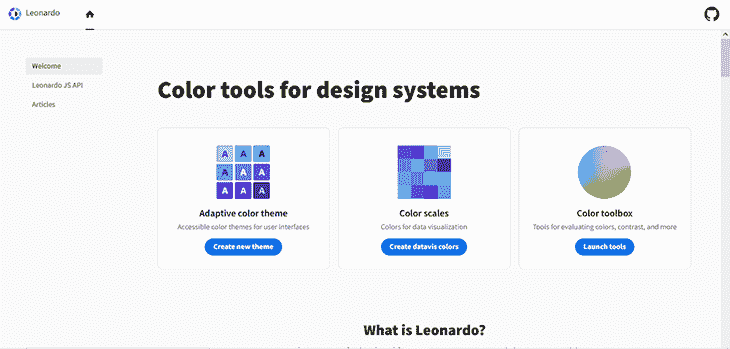 Leonardo
Welcome
Leonardo JS API
Articles
Color tools for design systems
A A A
A A A
A A A
Adaptive color theme
Accessible color themes for user interfaces
Create new theme
Color scales
Colors for data visualization
Create datavis colors
Color toolbox
Tools for evaluating colors, contrast, and more
Launch tools
What is Leonardo?